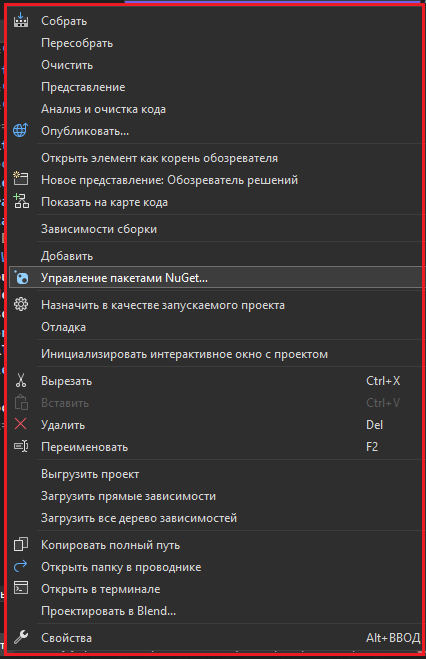 Собрать
Пересобрать
Очистить
Представление
Анализ и очистка кода
Опубликовать...
Открыть элемент как корень обозревателя
Новое представление: Обозреватель решений
Показать на карте кода
Зависимости сборки
Добавить
Управление пакетами NuGet...
Назначить в качестве запускаемого проекта
Отладка
Инициализировать интерактивное окно с проектом
Вырезать Ctrl+X
Вставить Ctrl+V
Удалить Del
Переименовать F2
Выгрузить проект
Загрузить прямые зависимости
Загрузить все дерево зависимостей
Копировать полный путь
Открыть папку в проводнике
Открыть в терминале
Проектировать в Blend...
Свойства Alt+ВВОД